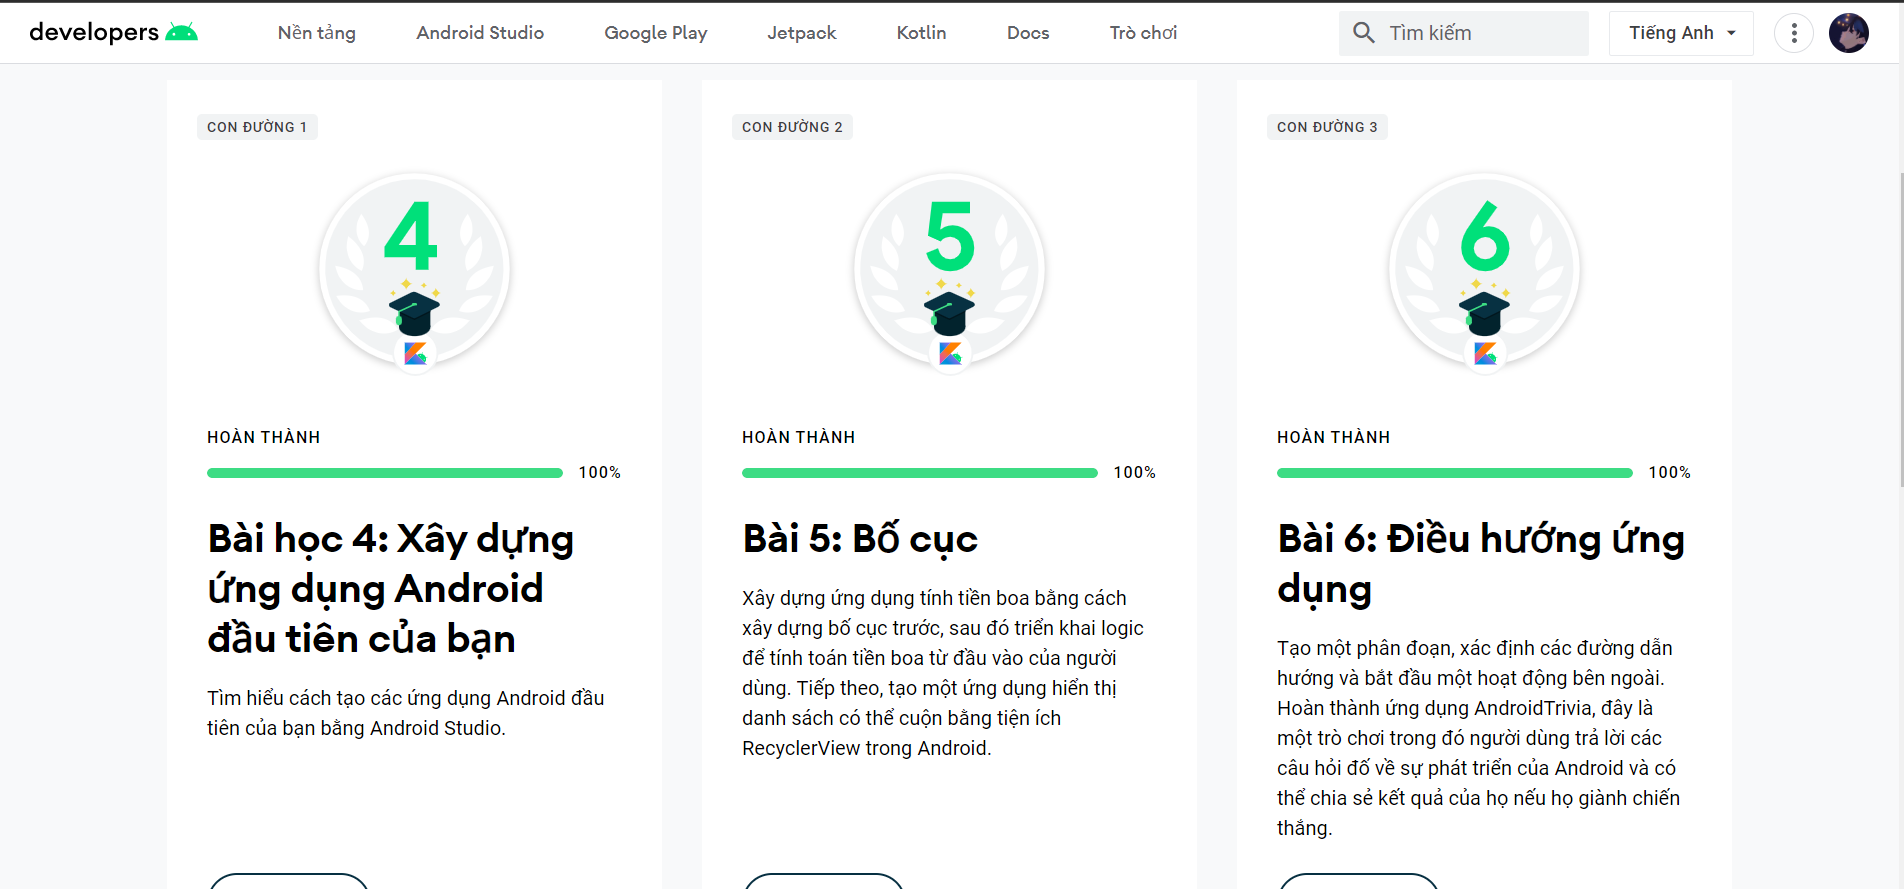 developers
Nền tảng
Android Studio
Google Play
Jetpack
Kotlin
Docs
Trò chơi
Tìm kiếm
Tiếng Anh
CON ĐƯỜNG 1
4
HOÀN THÀNH
100%
Bài học 4: Xây dựng
ứng dụng Android
đầu tiên của bạn
Tìm hiểu cách tạo các ứng dụng Android đầu
tiên của bạn bằng Android Studio.
CON ĐƯỜNG 2
5
HOÀN THÀNH
100%
Bài 5: Bố cục
Xây dựng ứng dụng tính tiền boa bằng cách
xây dựng bố cục trước, sau đó triển khai logic
để tính toán tiền boa từ đầu vào của người
dùng. Tiếp theo, tạo một ứng dụng hiển thị
danh sách có thể cuộn bằng tiện ích
RecyclerView trong Android.
CON ĐƯỜNG 3
6
HOÀN THÀNH
100%
Bài 6: Điều hướng ứng
dụng
Tạo một phân đoạn, xác định các đường dẫn
hướng và bắt đầu một hoạt động bên ngoài.
Hoàn thành ứng dụng AndroidTrivia, đây là
một trò chơi trong đó người dùng trả lời các
câu hỏi đố về sự phát triển của Android và có
thể chia sẻ kết quả của họ nếu họ giành chiến
thắng.